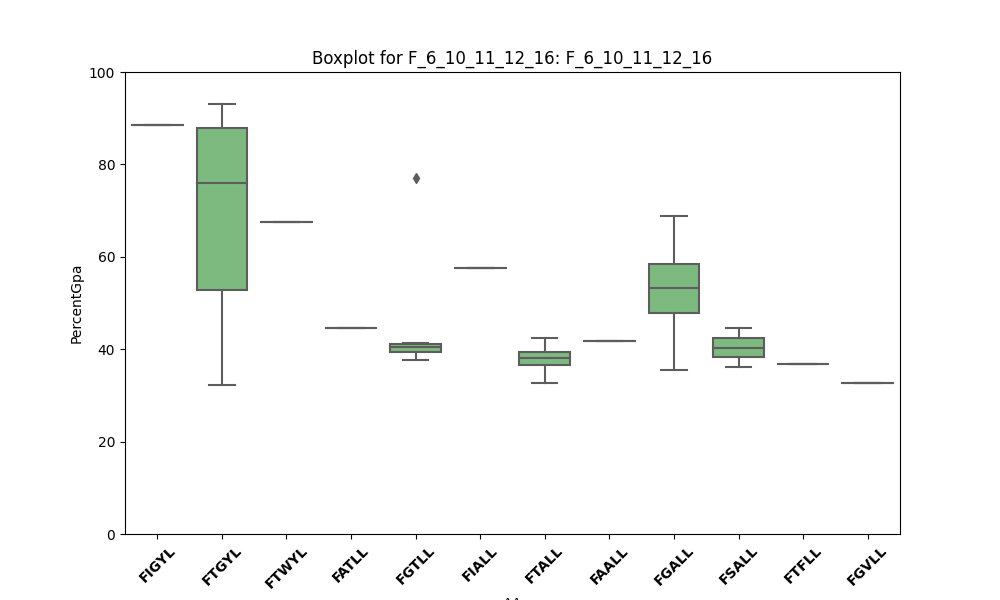 Boxplot for F_6_10_11_12_16: F_6_10_11_12_16
100
80
60
40
20
0
PercentGpa
FIGYL
FTGYL
FTWYL
FATLL
FGTLL
FIALL
FTALL
FAALL
FGALL
FSALL
FTFLL
FGVLL